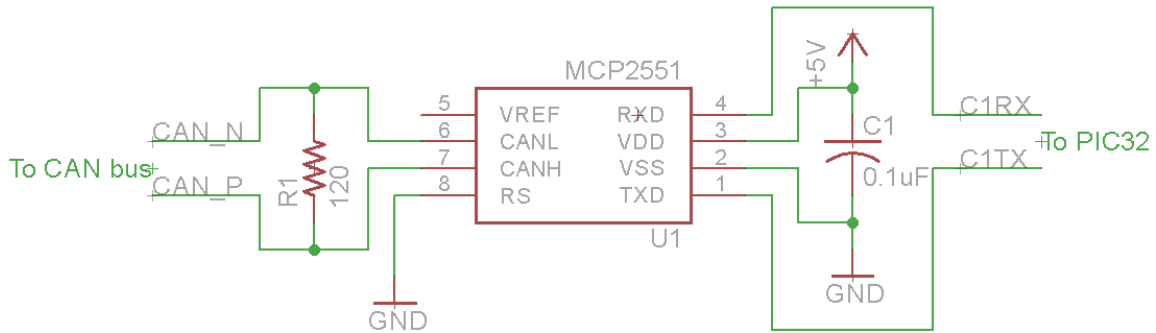 MCP2551
+5V
5 VREF RXD 4
6 CANL VDD 3
7 CANH VSS 2
8 RS TXD 1
U1
CAN_N
To CAN bus
CAN_P
R1
120
GND
C1
0.1uF
GND
C1RX
To PIC32
C1TX